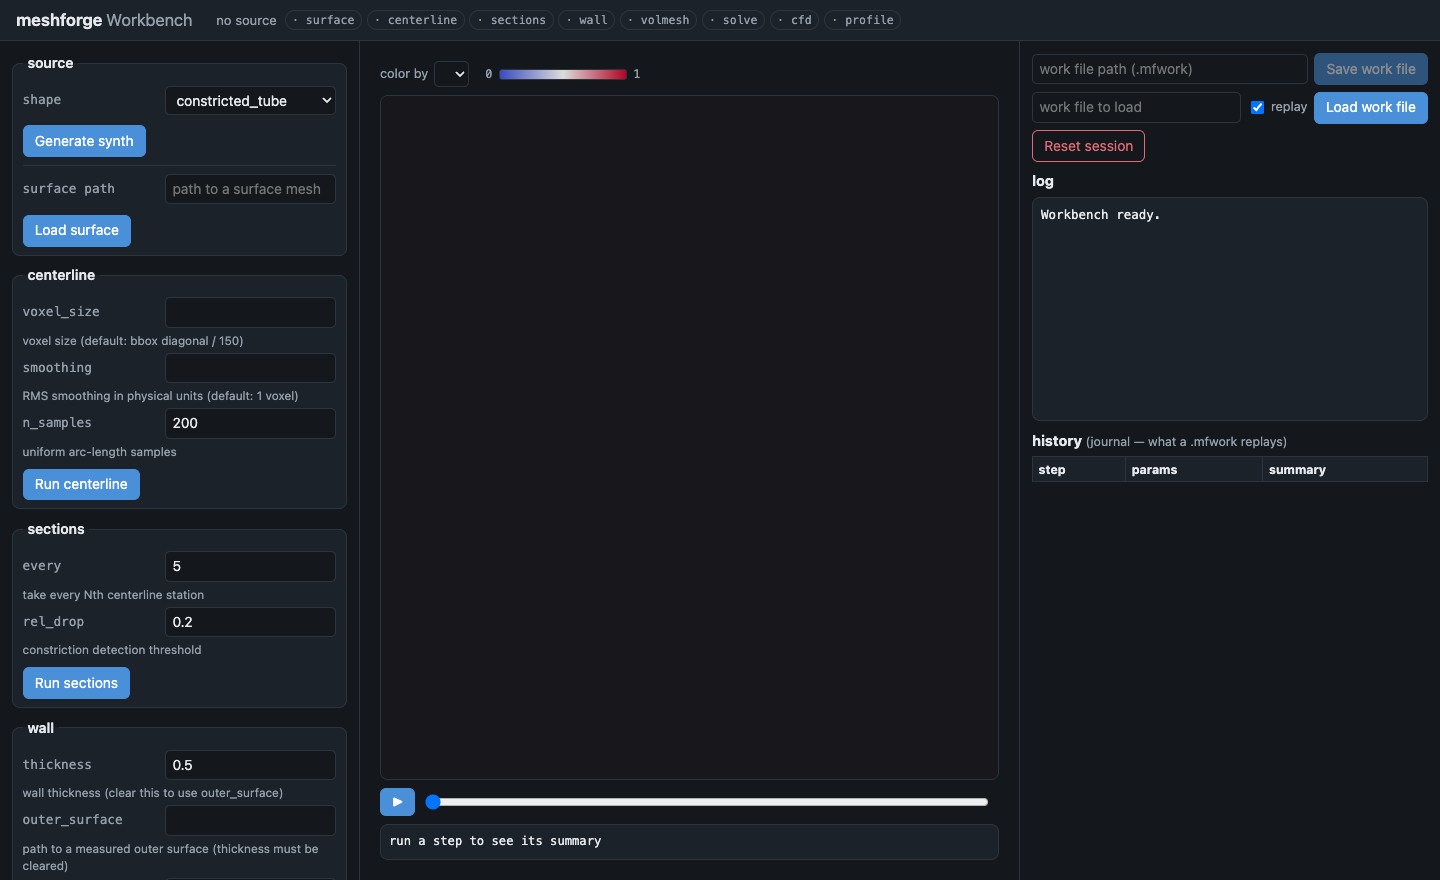 meshforge Workbench no source · surface · centerline · sections · wall · volmesh · solve · cfd · profile
source
shape constricted_tube
Generate synth
surface path path to a surface mesh
Load surface
centerline
voxel_size
voxel size (default: bbox diagonal / 150)
smoothing
RMS smoothing in physical units (default: 1 voxel)
n_samples 200
uniform arc-length samples
Run centerline
sections
every 5
take every Nth centerline station
rel_drop 0.2
constriction detection threshold
Run sections
wall
thickness 0.5
wall thickness (clear this to use outer_surface)
outer_surface
path to a measured outer surface (thickness must be
cleared)
color by 0 1
run a step to see its summary
work file path (.mfwork) Save work file
work file to load replay Load work file
Reset session
log
Workbench ready.
history (journal — what a .mfwork replays)
step params summary